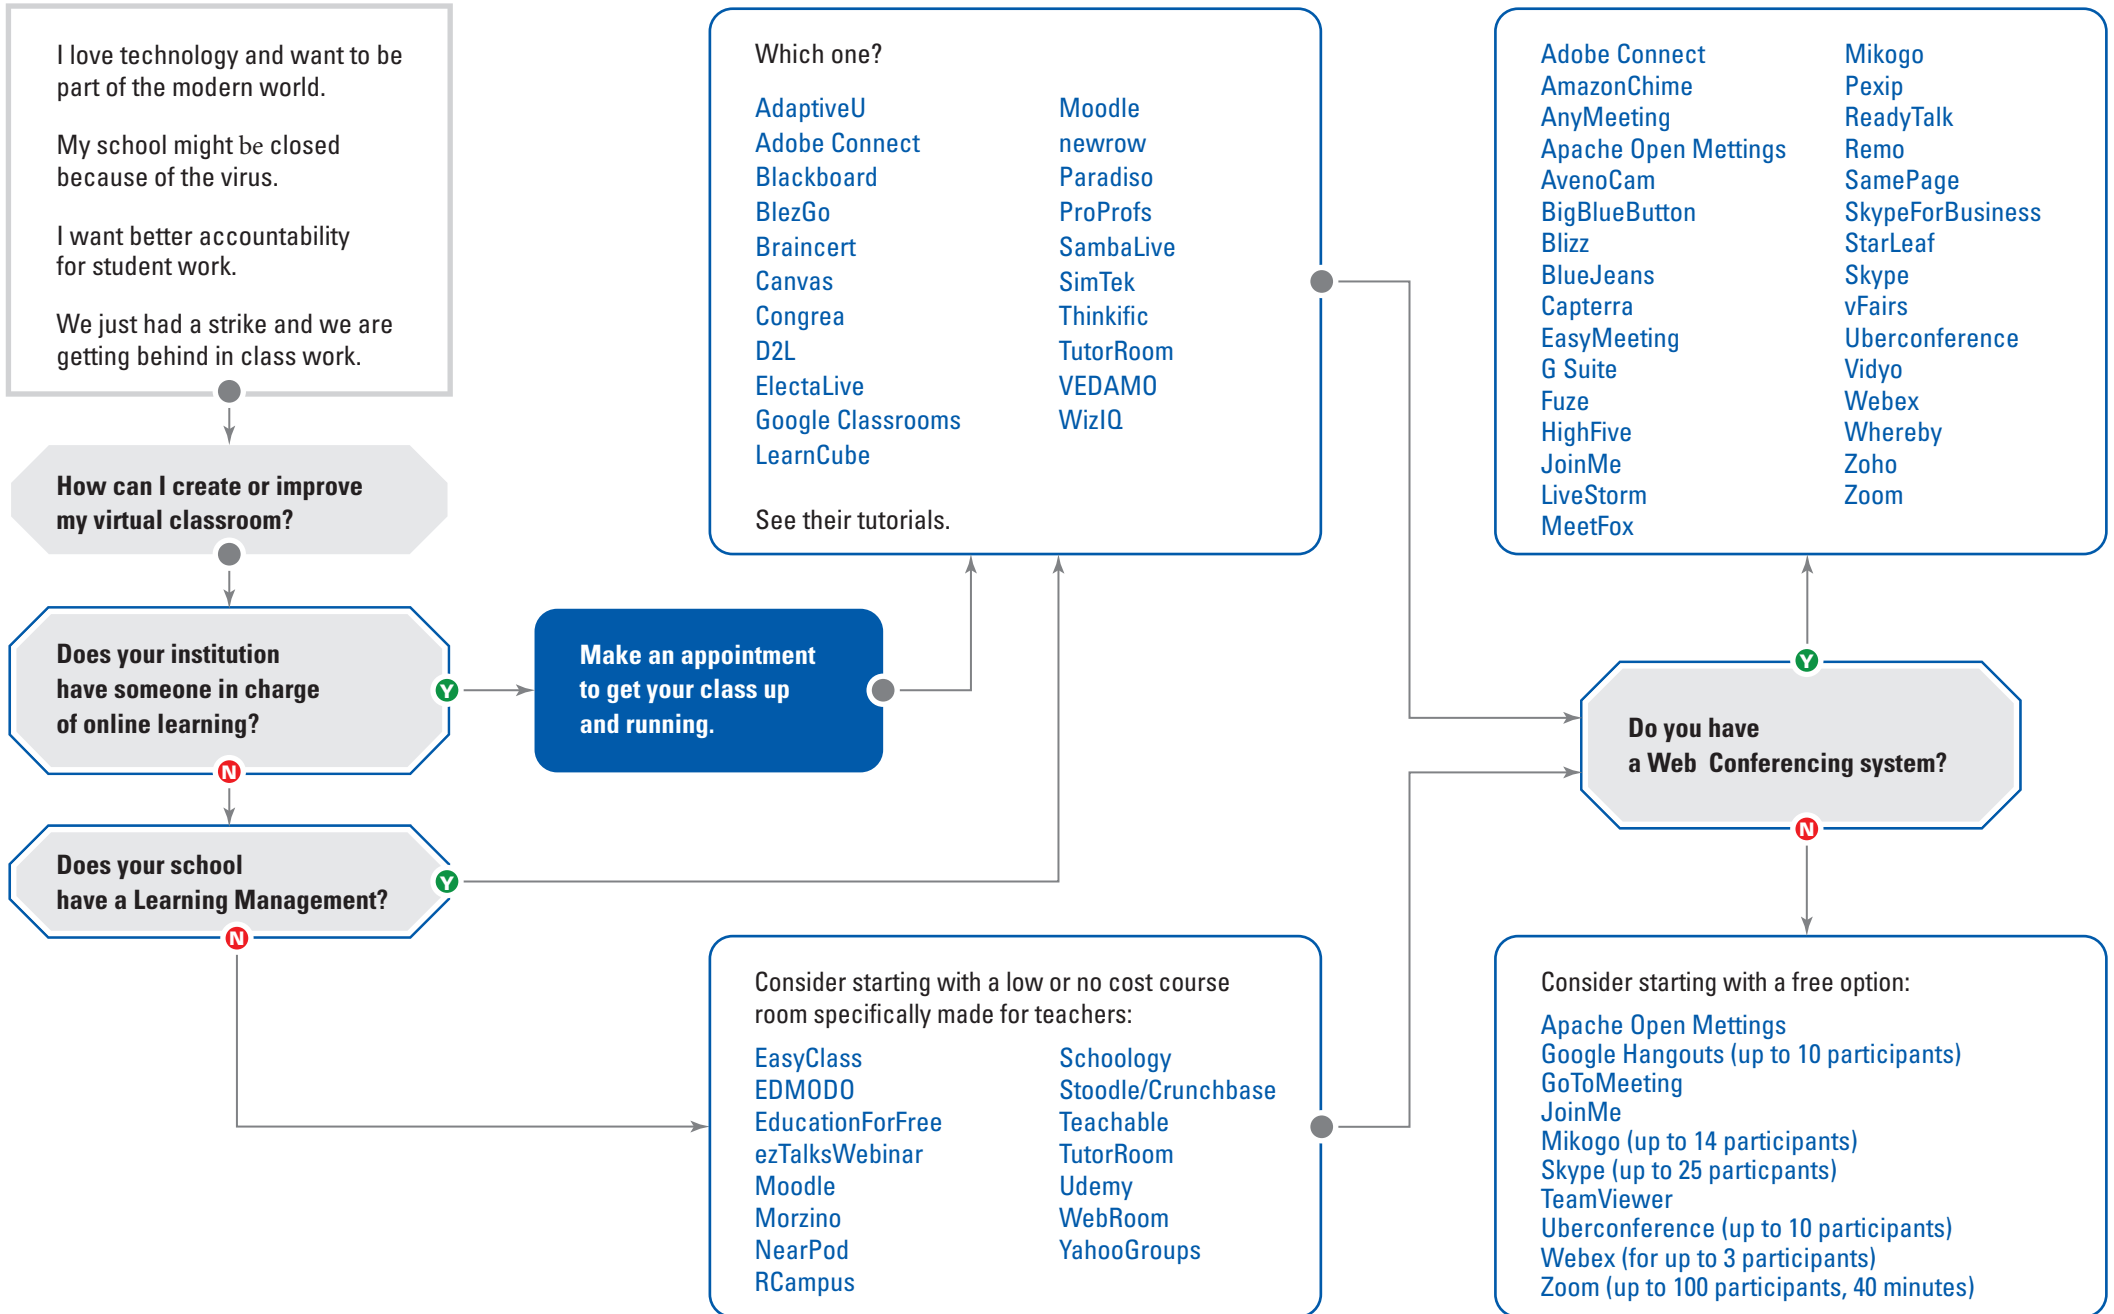 I love technology and want to be
part of the modern world.
My school might be closed
because of the virus.
I want better accountability
for student work.
We just had a strike and we are
getting behind in class work.
How can I create or improve
my virtual classroom?
Does your institution
have someone in charge
of online learning?
Y
N
Make an appointment
to get your class up
and running.
Does your school
have a Learning Management?
Y
N
Which one?
AdaptiveU
Adobe Connect
Blackboard
BlezGo
Braincert
Canvas
Congrea
D2L
ElectaLive
Google Classrooms
LearnCube
Moodle
newrow
Paradiso
ProProfs
SambaLive
SimTek
Thinkific
TutorRoom
VEDAMO
WizIQ
See their tutorials.
Consider starting with a low or no cost course
room specifically made for teachers:
EasyClass
EDMODO
EducationForFree
ezTalksWebinar
Moodle
Morzino
NearPod
RCampus
Schoology
Stoodle/Crunchbase
Teachable
TutorRoom
Udemy
WebRoom
YahooGroups
Do you have
a Web  Conferencing system?
Y
N
Adobe Connect
AmazonChime
AnyMeeting
Apache Open Mettings
AvenoCam
BigBlueButton
Blizz
BlueJeans
Capterra
EasyMeeting
G Suite
Fuze
HighFive
JoinMe
LiveStorm
MeetFox
Mikogo
Pexip
ReadyTalk
Remo
SamePage
SkypeForBusiness
StarLeaf
Skype
vFairs
Uberconference
Vidyo
Webex
Whereby
Zoho
Zoom
Consider starting with a free option:
Apache Open Mettings
Google Hangouts (up to 10 participants)
GoToMeeting
JoinMe
Mikogo (up to 14 participants)
Skype (up to 25 particpants)
TeamViewer
Uberconference (up to 10 participants)
Webex (for up to 3 participants)
Zoom (up to 100 participants, 40 minutes)